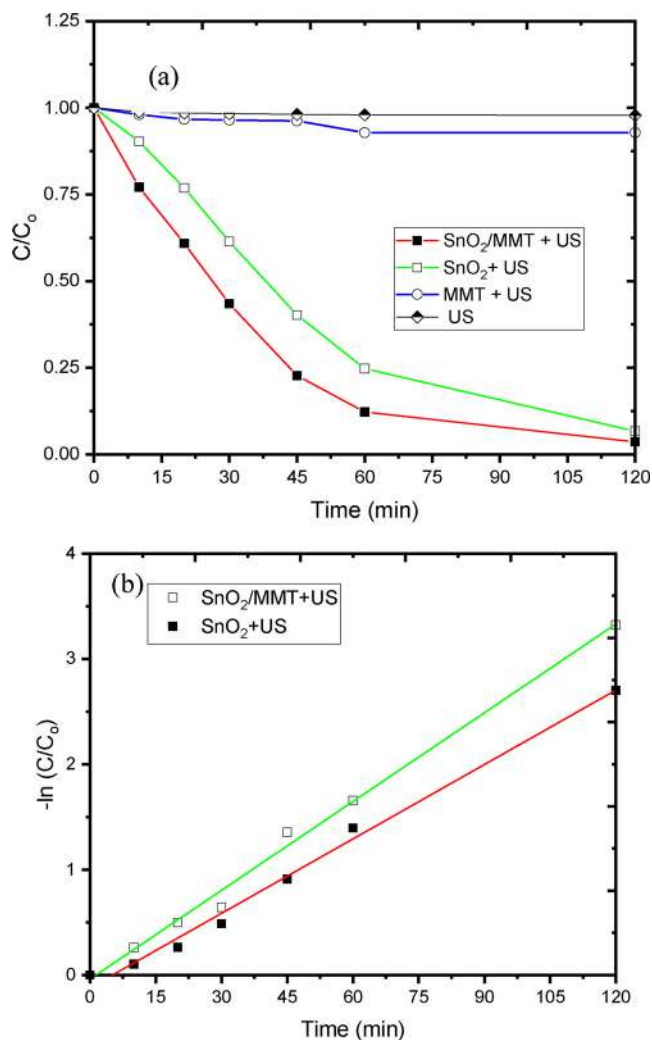 1.25
(a)
1.00
0.75
0.50
0.25
0.00
C/Co
SnO2/MMT + US
SnO2+ US
MMT + US
US
0 15 30 45 60 75 90 105 120
Time (min)
4
(b)
SnO2/MMT+US
SnO2+US
3
2
1
0
-ln (C/Co)
0 15 30 45 60 75 90 105 120
Time (min)